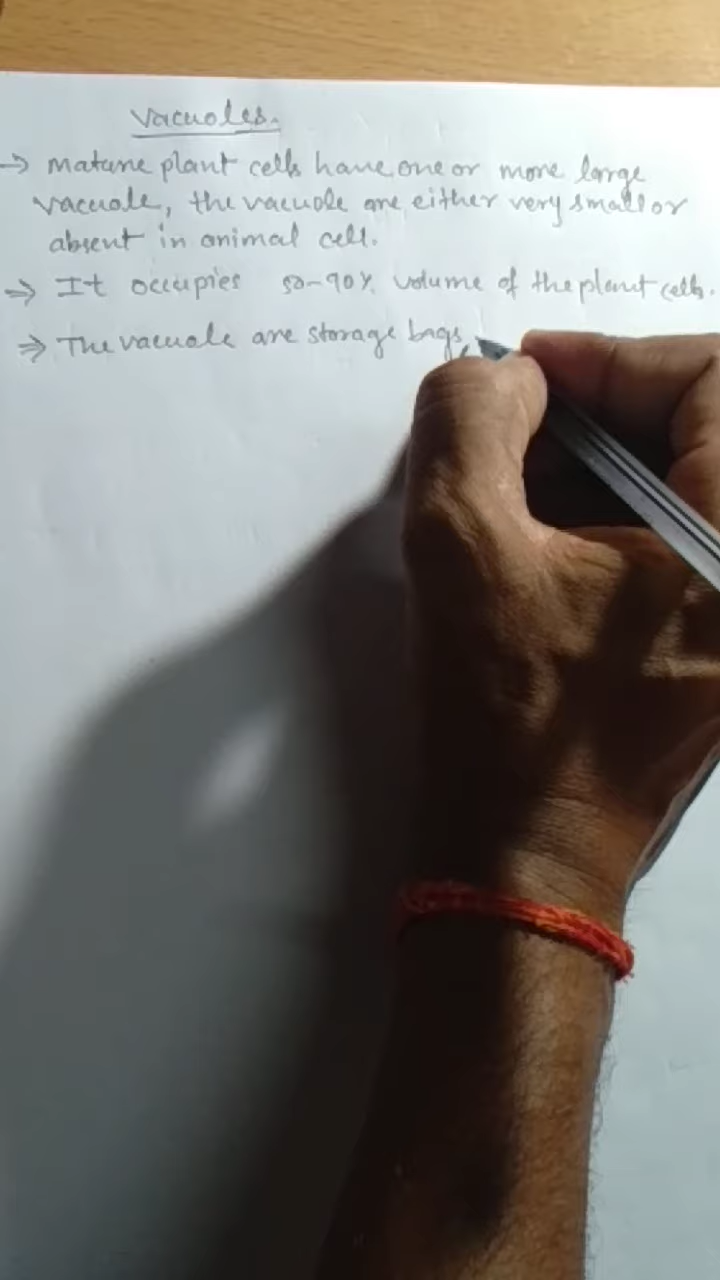 Vacuoles.
→ mature plant cells have one or more large
vacuole, the vacuole are either very small or
absent in animal cell.
⇒ It occupies 50-90% volume of the plant cells.
⇒ The vacuole are storage bags